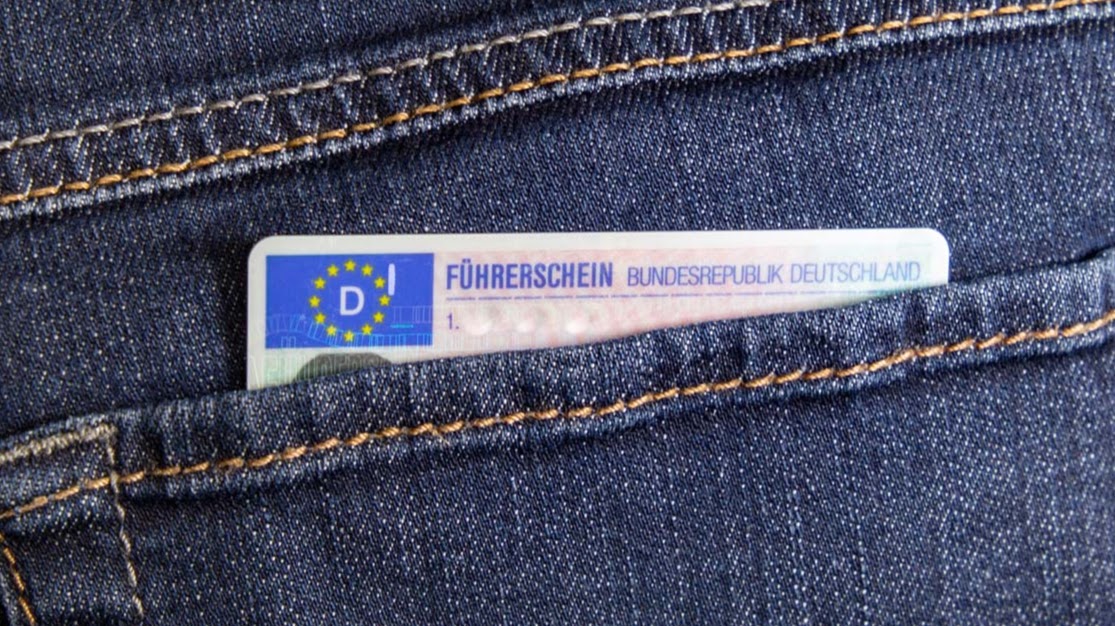 D
FÜHRERSCHEIN BUNDESREPUBLIK DEUTSCHLAND
1.